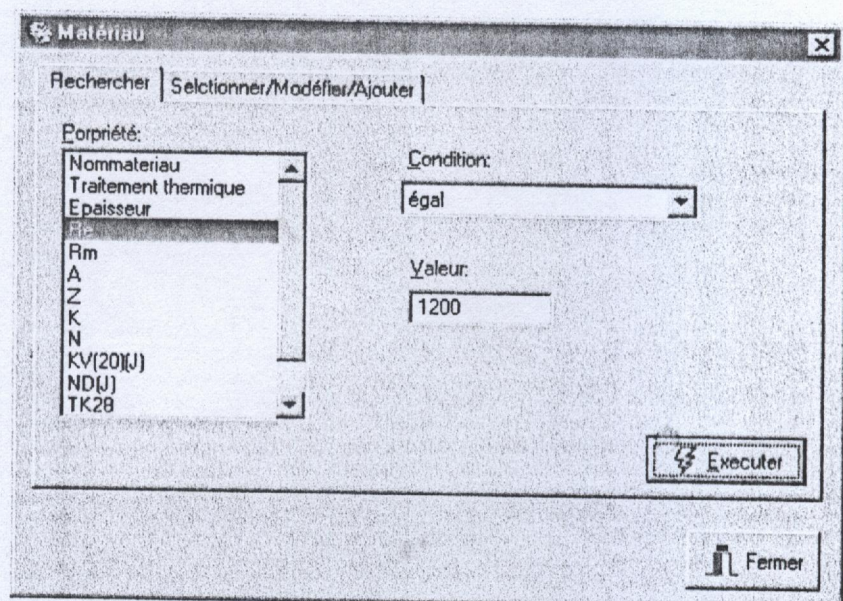 Matériau
Rechercher Selctionner/Modéfier/Ajouter
Porpriété:
Nommateriau
Traitement thermique
Epaisseur
Re
Rm
A
Z
K
N
KV(20)(J)
ND(J)
TK28
Condition:
égal
Valeur:
1200
Executer
Fermer